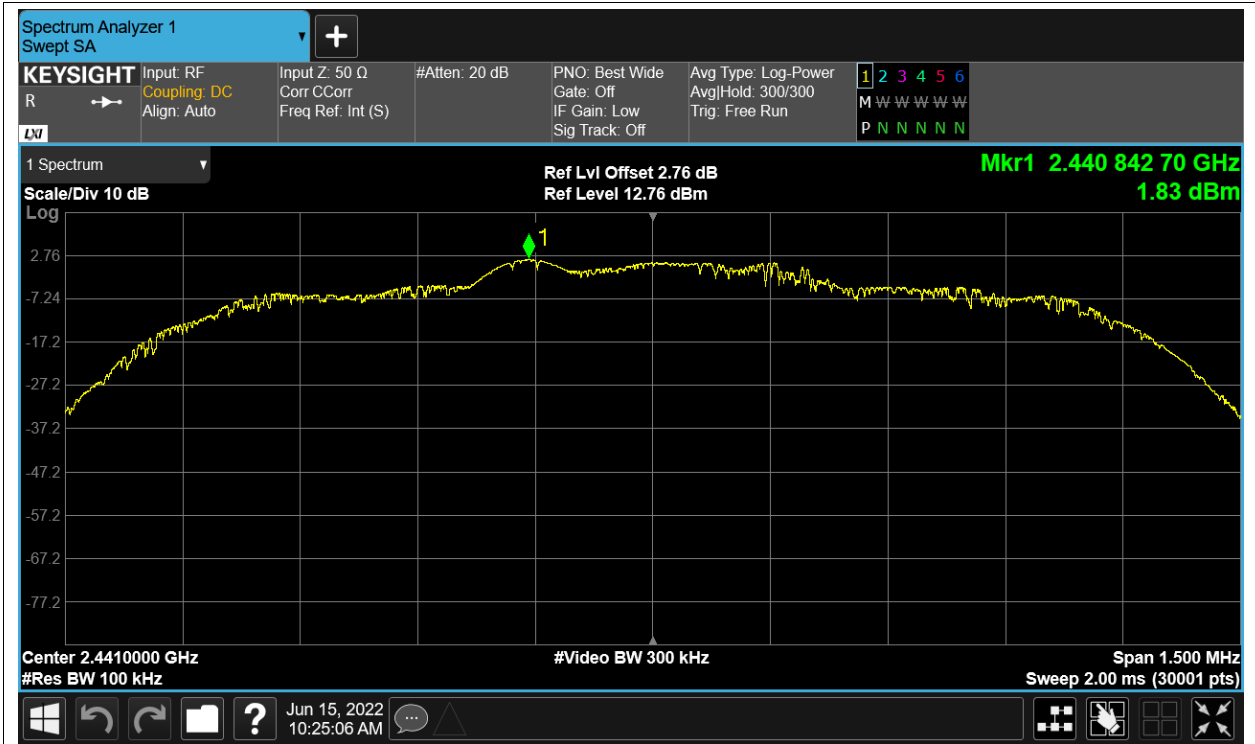 Spectrum Analyzer 1
Swept SA
KEYSIGHT
R
LXI
Input: RF
Coupling: DC
Align: Auto
Input Z: 50 Ω
Corr CCorr
Freq Ref: Int (S)
#Atten: 20 dB
PNO: Best Wide
Gate: Off
IF Gain: Low
Sig Track: Off
Avg Type: Log-Power
Avg|Hold: 300/300
Trig: Free Run
1 2 3 4 5 6
M W W W W W
P N N N N N
1 Spectrum
Scale/Div 10 dB
Log
Ref Lvl Offset 2.76 dB
Ref Level 12.76 dBm
Mkr1 2.440 842 70 GHz
1.83 dBm
1
2.76
-7.24
-17.2
-27.2
-37.2
-47.2
-57.2
-67.2
-77.2
Center 2.4410000 GHz
#Res BW 100 kHz
#Video BW 300 kHz
Span 1.500 MHz
Sweep 2.00 ms (30001 pts)
?
Jun 15, 2022
10:25:06 AM